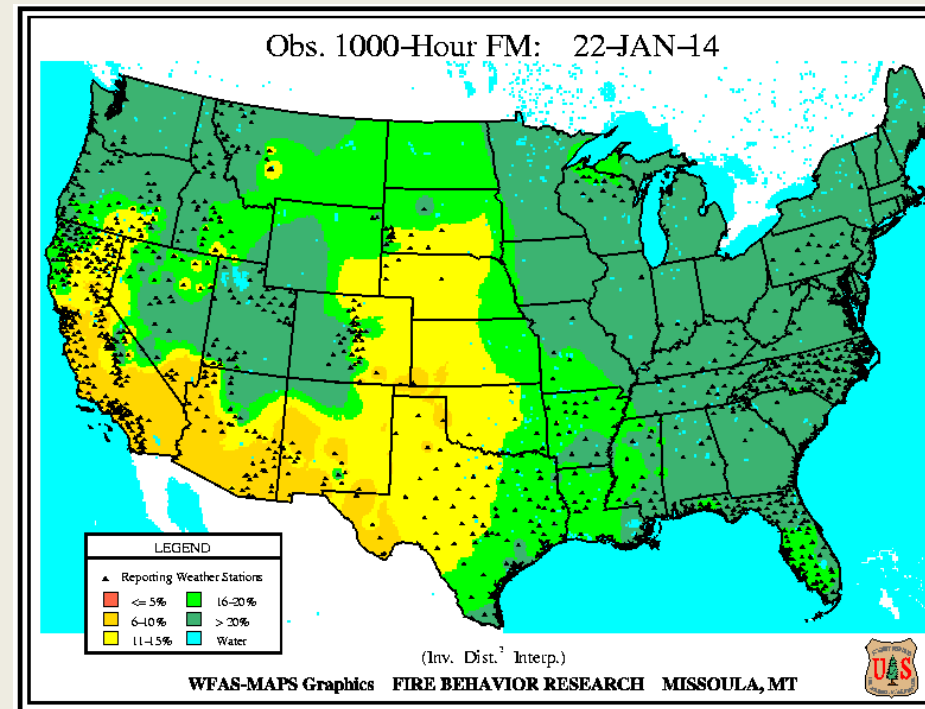 Obs. 1000-Hour FM: 22-JAN-14
LEGEND
Reporting Weather Stations
<= 5%
16-20%
6-10%
> 20%
11-15%
Water
(Inv. Dist.² Interp.)
WFAS-MAPS Graphics FIRE BEHAVIOR RESEARCH MISSOULA, MT
U S